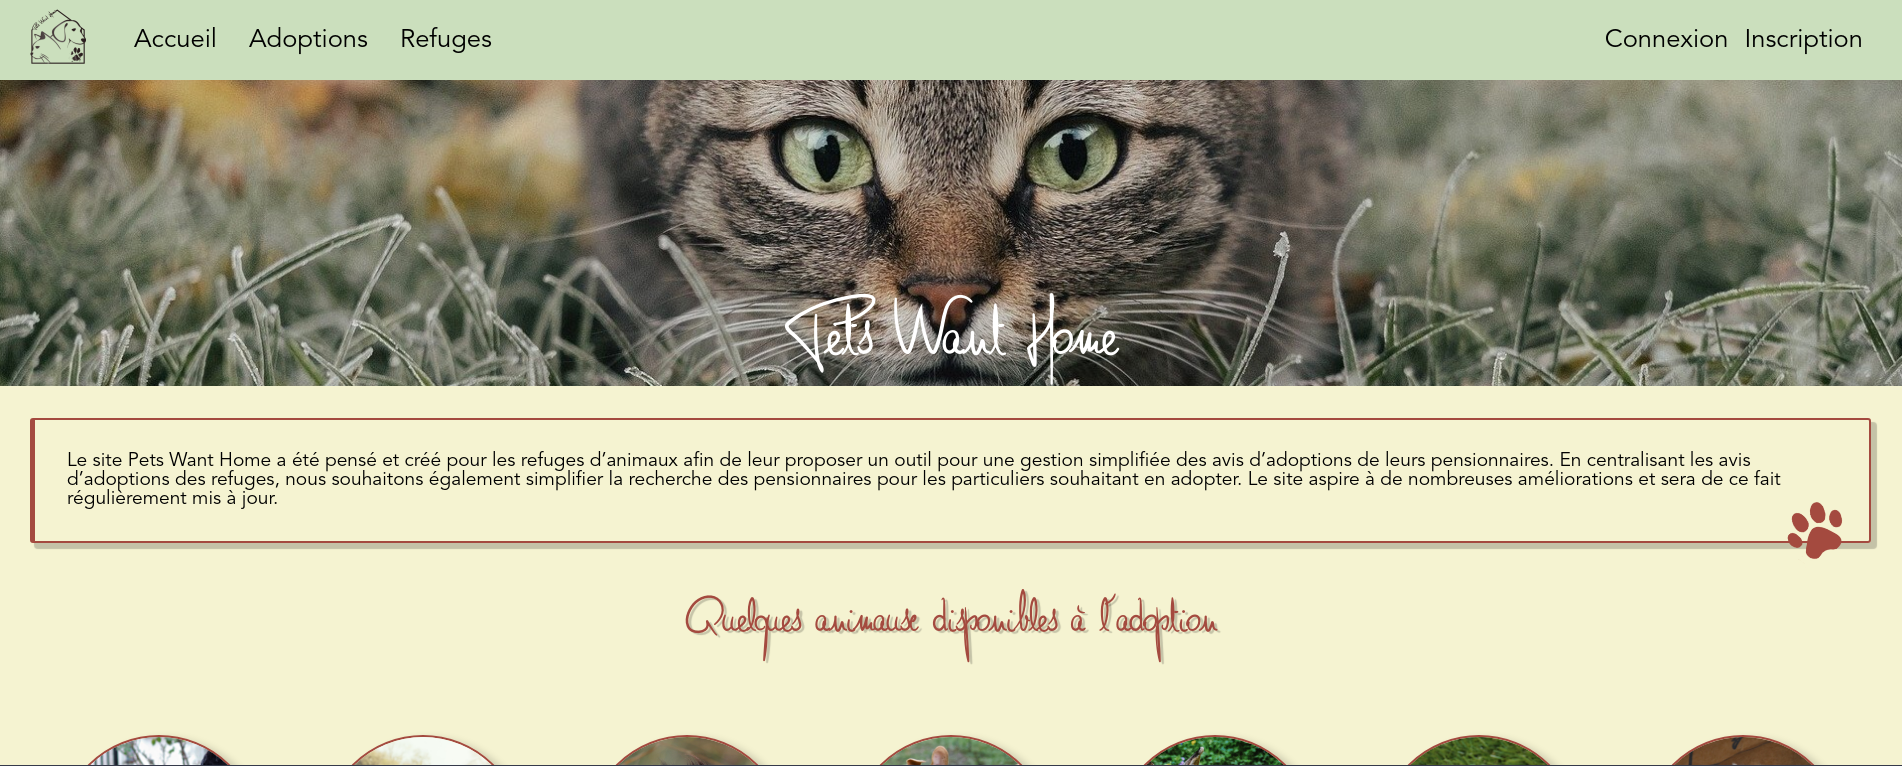 Pets Want Home
Accueil
Adoptions
Refuges
Connexion
Inscription
Pets Want Home
Le site Pets Want Home a été pensé et créé pour les refuges d’animaux afin de leur proposer un outil pour une gestion simplifiée des avis d’adoptions de leurs pensionnaires. En centralisant les avis
d’adoptions des refuges, nous souhaitons également simplifier la recherche des pensionnaires pour les particuliers souhaitant en adopter. Le site aspire à de nombreuses améliorations et sera de ce fait
régulièrement mis à jour.
Quelques animaux disponibles à l'adoption